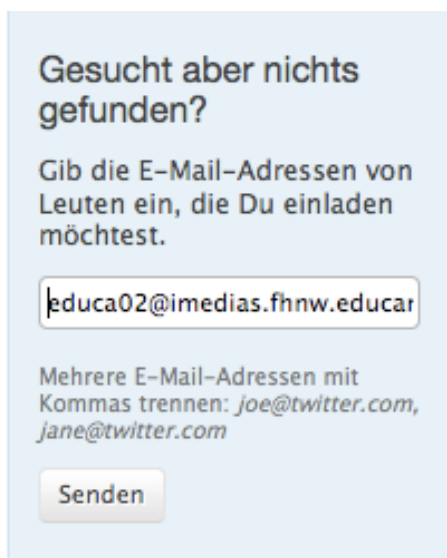 Gesucht aber nichts
gefunden?
Gib die E-Mail-Adressen von
Leuten ein, die Du einladen
möchtest.
educa02@imedias.fhnw.educar
Mehrere E-Mail-Adressen mit
Kommas trennen: joe@twitter.com,
jane@twitter.com
Senden